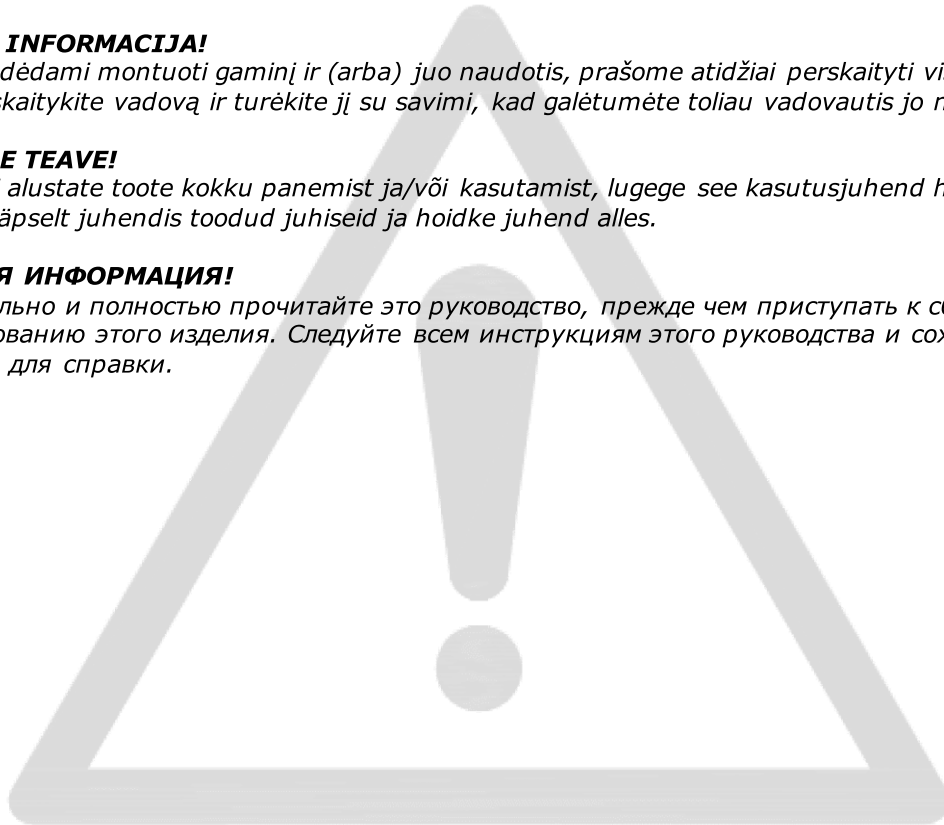 INFORMACIJA!
dėdami montuoti gaminį ir (arba) juo naudotis, prašome atidžiai perskaityti vi
skaitykite vadovą ir turėkite jį su savimi, kad galėtumėte toliau vadovautis jo n
E TEAVE!
alustate toote kokku panemist ja/või kasutamist, lugege see kasutusjuhend h
äpselt juhendis toodud juhiseid ja hoidke juhend alles.
Я ИНФОРМАЦИЯ!
льно и полностью прочитайте это руководство, прежде чем приступать к сб
ованию этого изделия. Следуйте всем инструкциям этого руководства и сох
для справки.